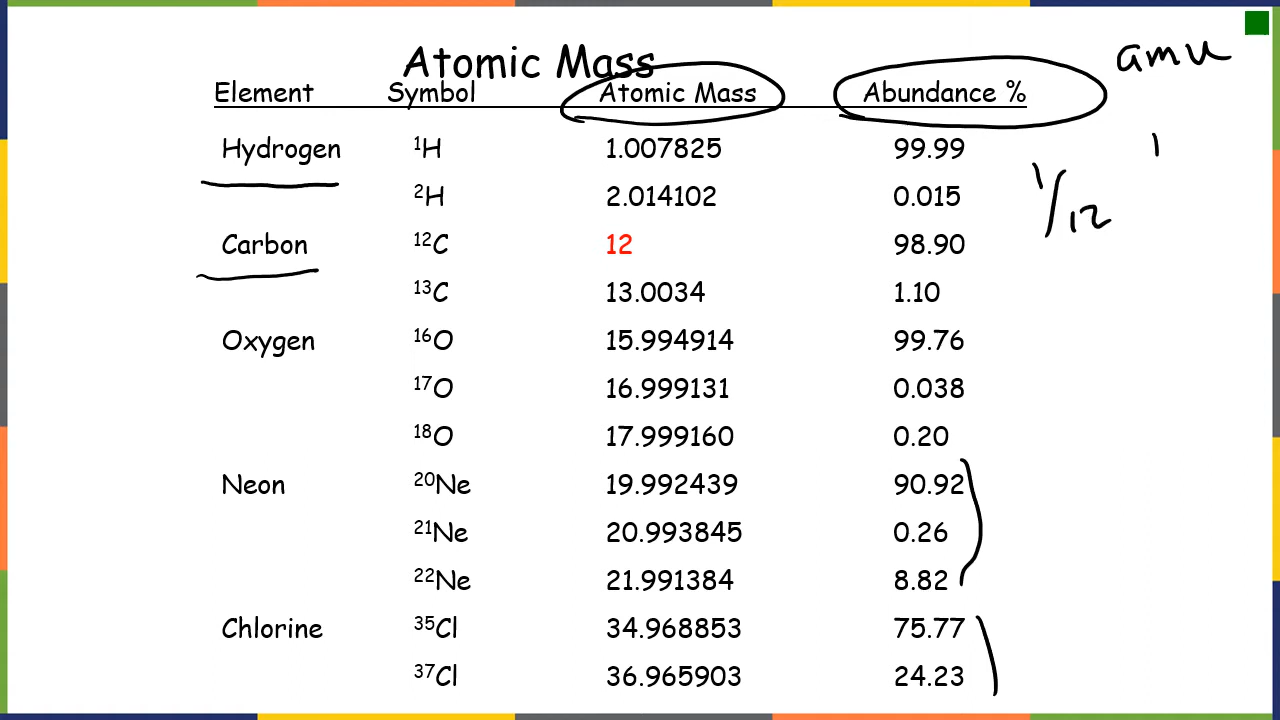 Atomic Mass
amu
Element Symbol Atomic Mass Abundance %
Hydrogen ¹H 1.007825 99.99
1
²H 2.014102 0.015
1/12
Carbon ¹²C 12 98.90
¹³C 13.0034 1.10
Oxygen ¹⁶O 15.994914 99.76
¹⁷O 16.999131 0.038
¹⁸O 17.999160 0.20
Neon ²⁰Ne 19.992439 90.92
²¹Ne 20.993845 0.26
²²Ne 21.991384 8.82
Chlorine ³⁵Cl 34.968853 75.77
³⁷Cl 36.965903 24.23